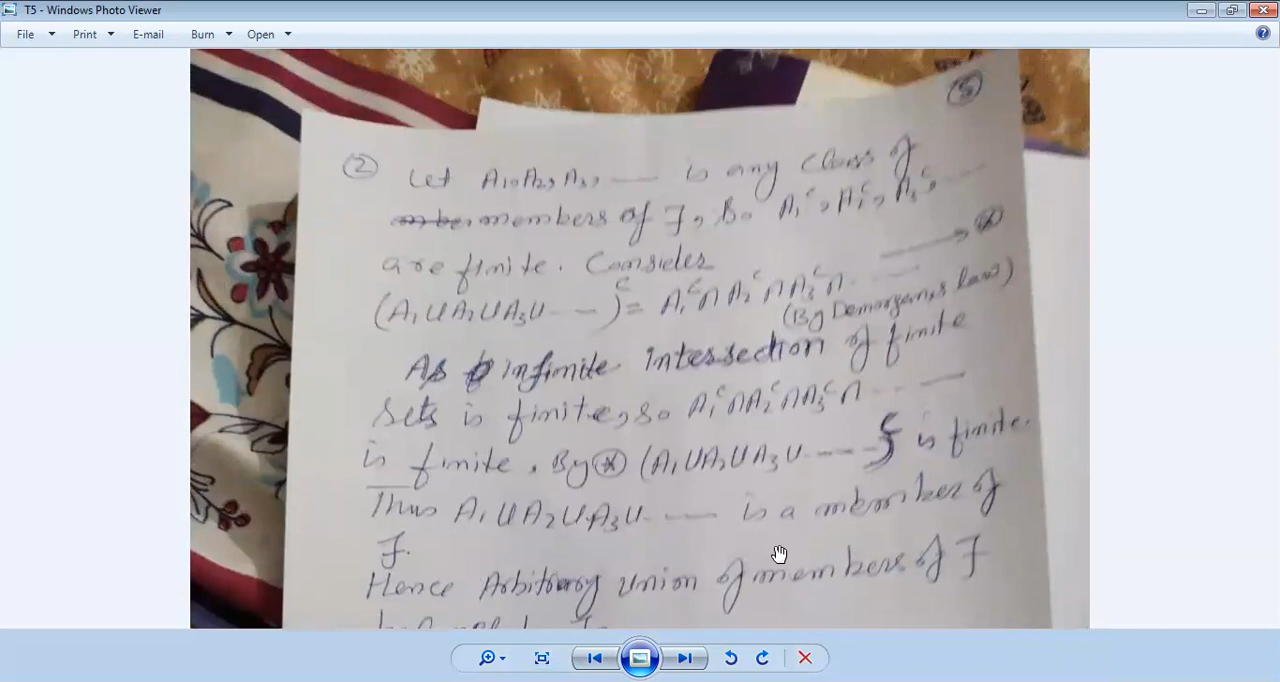 T5 - Windows Photo Viewer
File Print E-mail Burn Open
5
2 Let A1, A2, A3, --- is any class of
members of F, So A1ᶜ, A2ᶜ, A3ᶜ, ---
are finite. Consider
(A1 ∪ A2 ∪ A3 ∪ ---)ᶜ = A1ᶜ ∩ A2ᶜ ∩ A3ᶜ ∩ --- → *
(By Demorgan,s law)
As infinite intersection of finite
sets is finite, so A1ᶜ ∩ A2ᶜ ∩ A3ᶜ ∩ ---
is finite. By * (A1 ∪ A2 ∪ A3 ∪ ---)ᶜ is finite.
Thus A1 ∪ A2 ∪ A3 ∪ --- is a member of
F.
Hence Arbitrary union of members of F